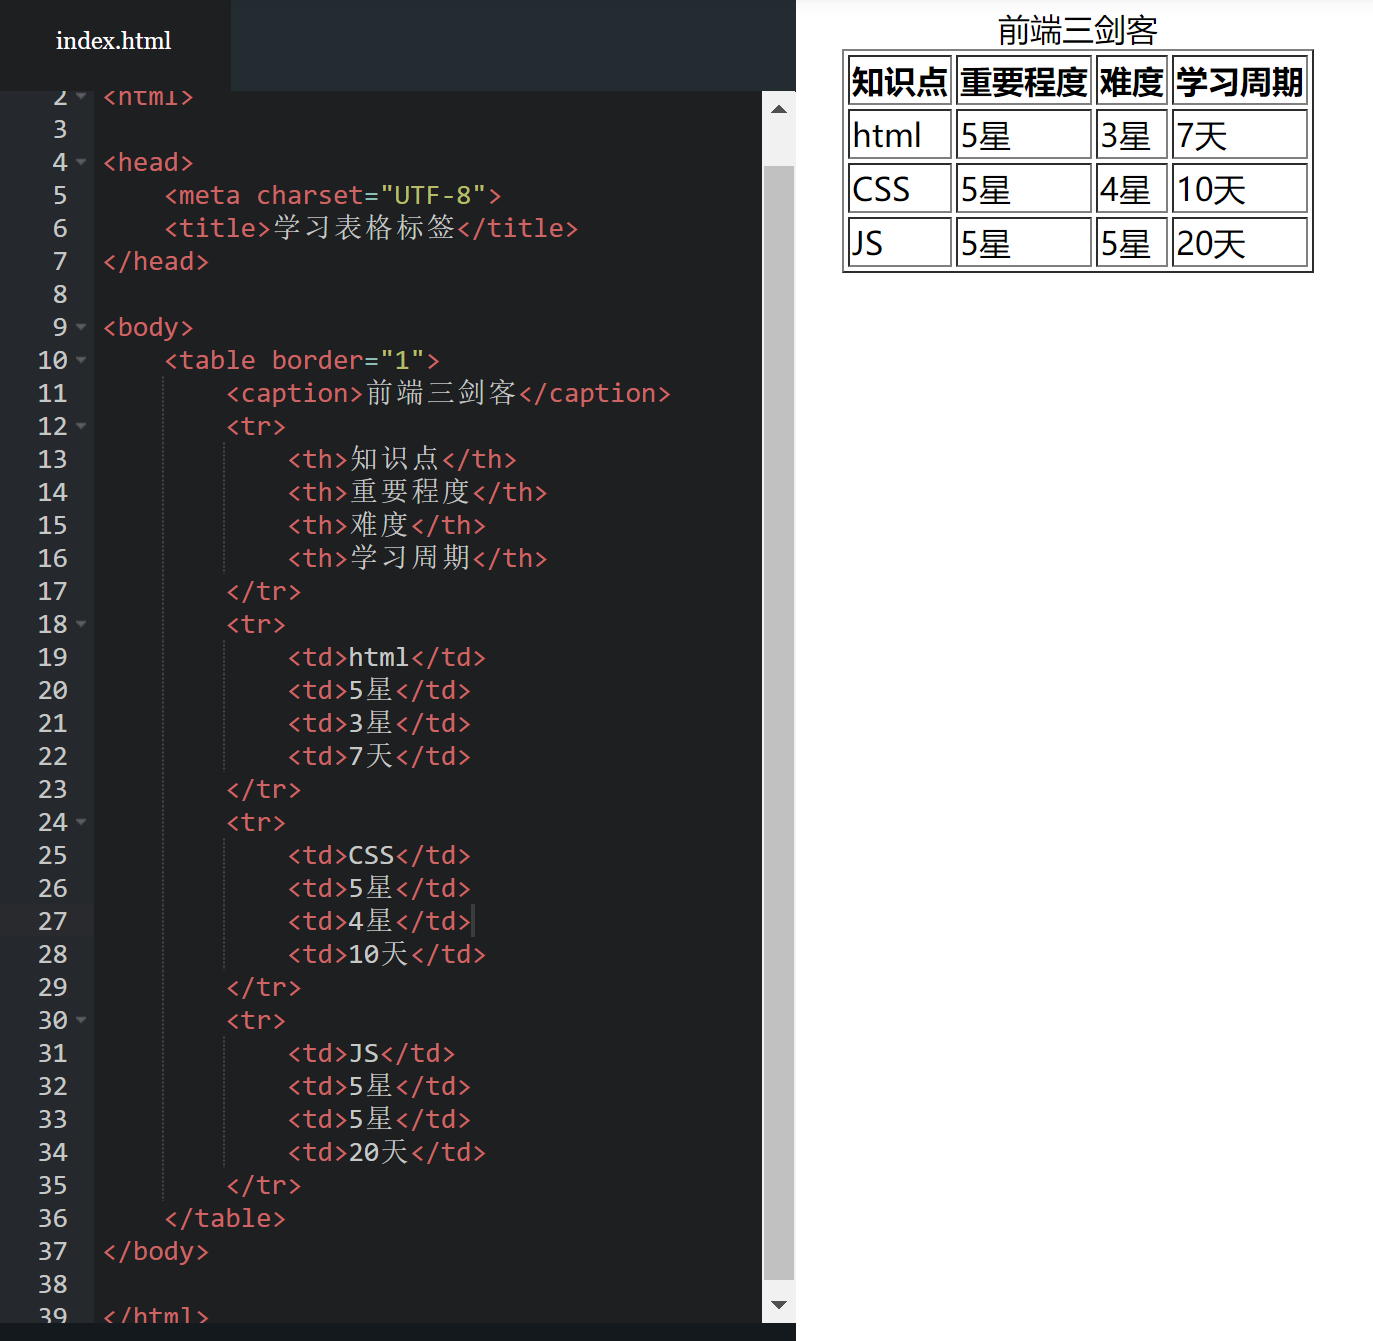 index.html
2 <html>
3
4 <head>
5 <meta charset="UTF-8">
6 <title>学习表格标签</title>
7 </head>
8
9 <body>
10 <table border="1">
11 <caption>前端三剑客</caption>
12 <tr>
13 <th>知识点</th>
14 <th>重要程度</th>
15 <th>难度</th>
16 <th>学习周期</th>
17 </tr>
18 <tr>
19 <td>html</td>
20 <td>5星</td>
21 <td>3星</td>
22 <td>7天</td>
23 </tr>
24 <tr>
25 <td>CSS</td>
26 <td>5星</td>
27 <td>4星</td>
28 <td>10天</td>
29 </tr>
30 <tr>
31 <td>JS</td>
32 <td>5星</td>
33 <td>5星</td>
34 <td>20天</td>
35 </tr>
36 </table>
37 </body>
38
39 </html>
前端三剑客
知识点 重要程度 难度 学习周期
html 5星 3星 7天
CSS 5星 4星 10天
JS 5星 5星 20天